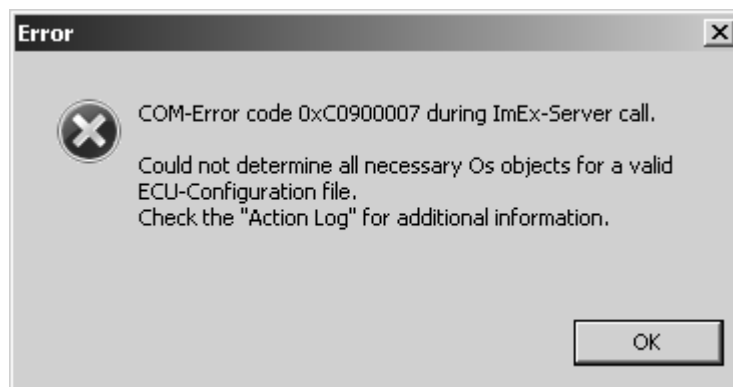 Error
COM-Error code 0xC0900007 during ImEx-Server call.
Could not determine all necessary Os objects for a valid
ECU-Configuration file.
Check the "Action Log" for additional information.
OK